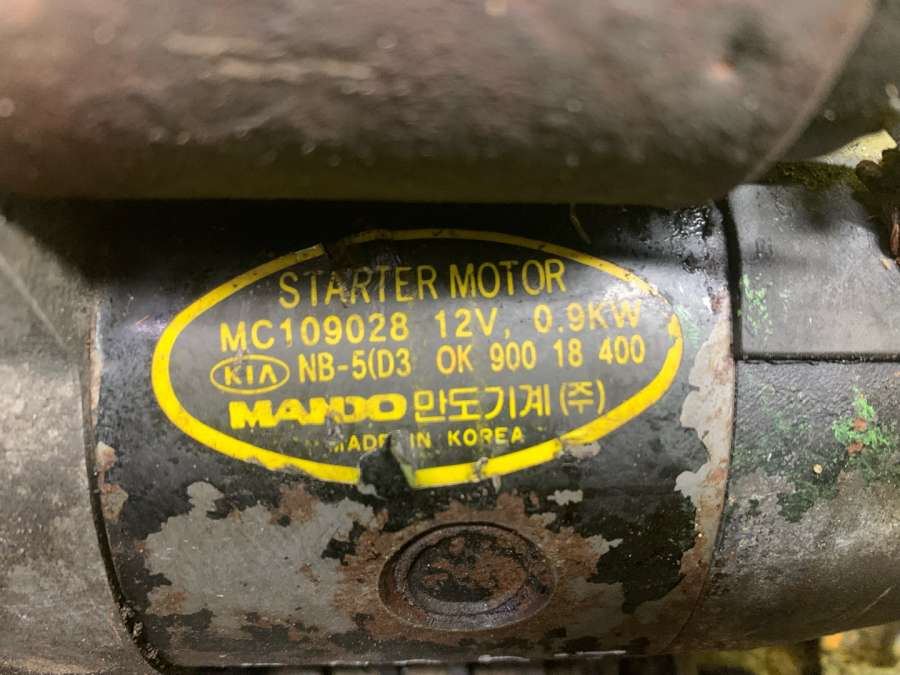 STARTER MOTOR
MC109028 12V, 0.9KW
KIA NB-5(D3 OK 900 18 400
MANDO 만도기계(주)
MADE IN KOREA